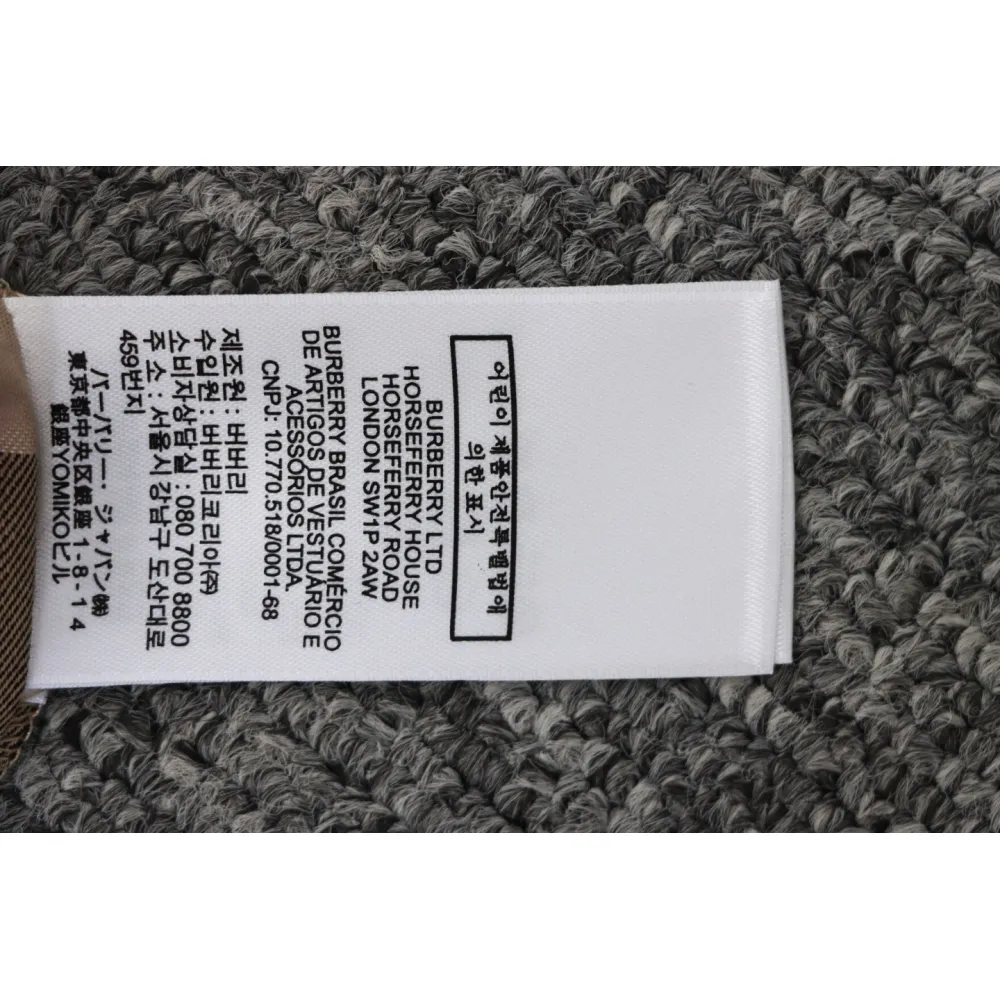 어린이 제품안전특별법에
의한 표시
BURBERRY LTD
HORSEFERRY HOUSE
HORSEFERRY ROAD
LONDON SW1P 2AW
BURBERRY BRASIL COMÉRCIO
DE ARTIGOS DE VESTUÁRIO E
ACESSÓRIOS LTDA.
CNPJ: 10.770.518/0001-68
제조원 : 버버리
수입원 : 버버리코리아㈜
소비자상담실 : 080 700 8800
주 소 : 서울시 강남구 도산대로
459번지
バーバリー・ジャパン㈱
東京都中央区銀座 1 - 8 - 1 4
銀座YOMIKOビル